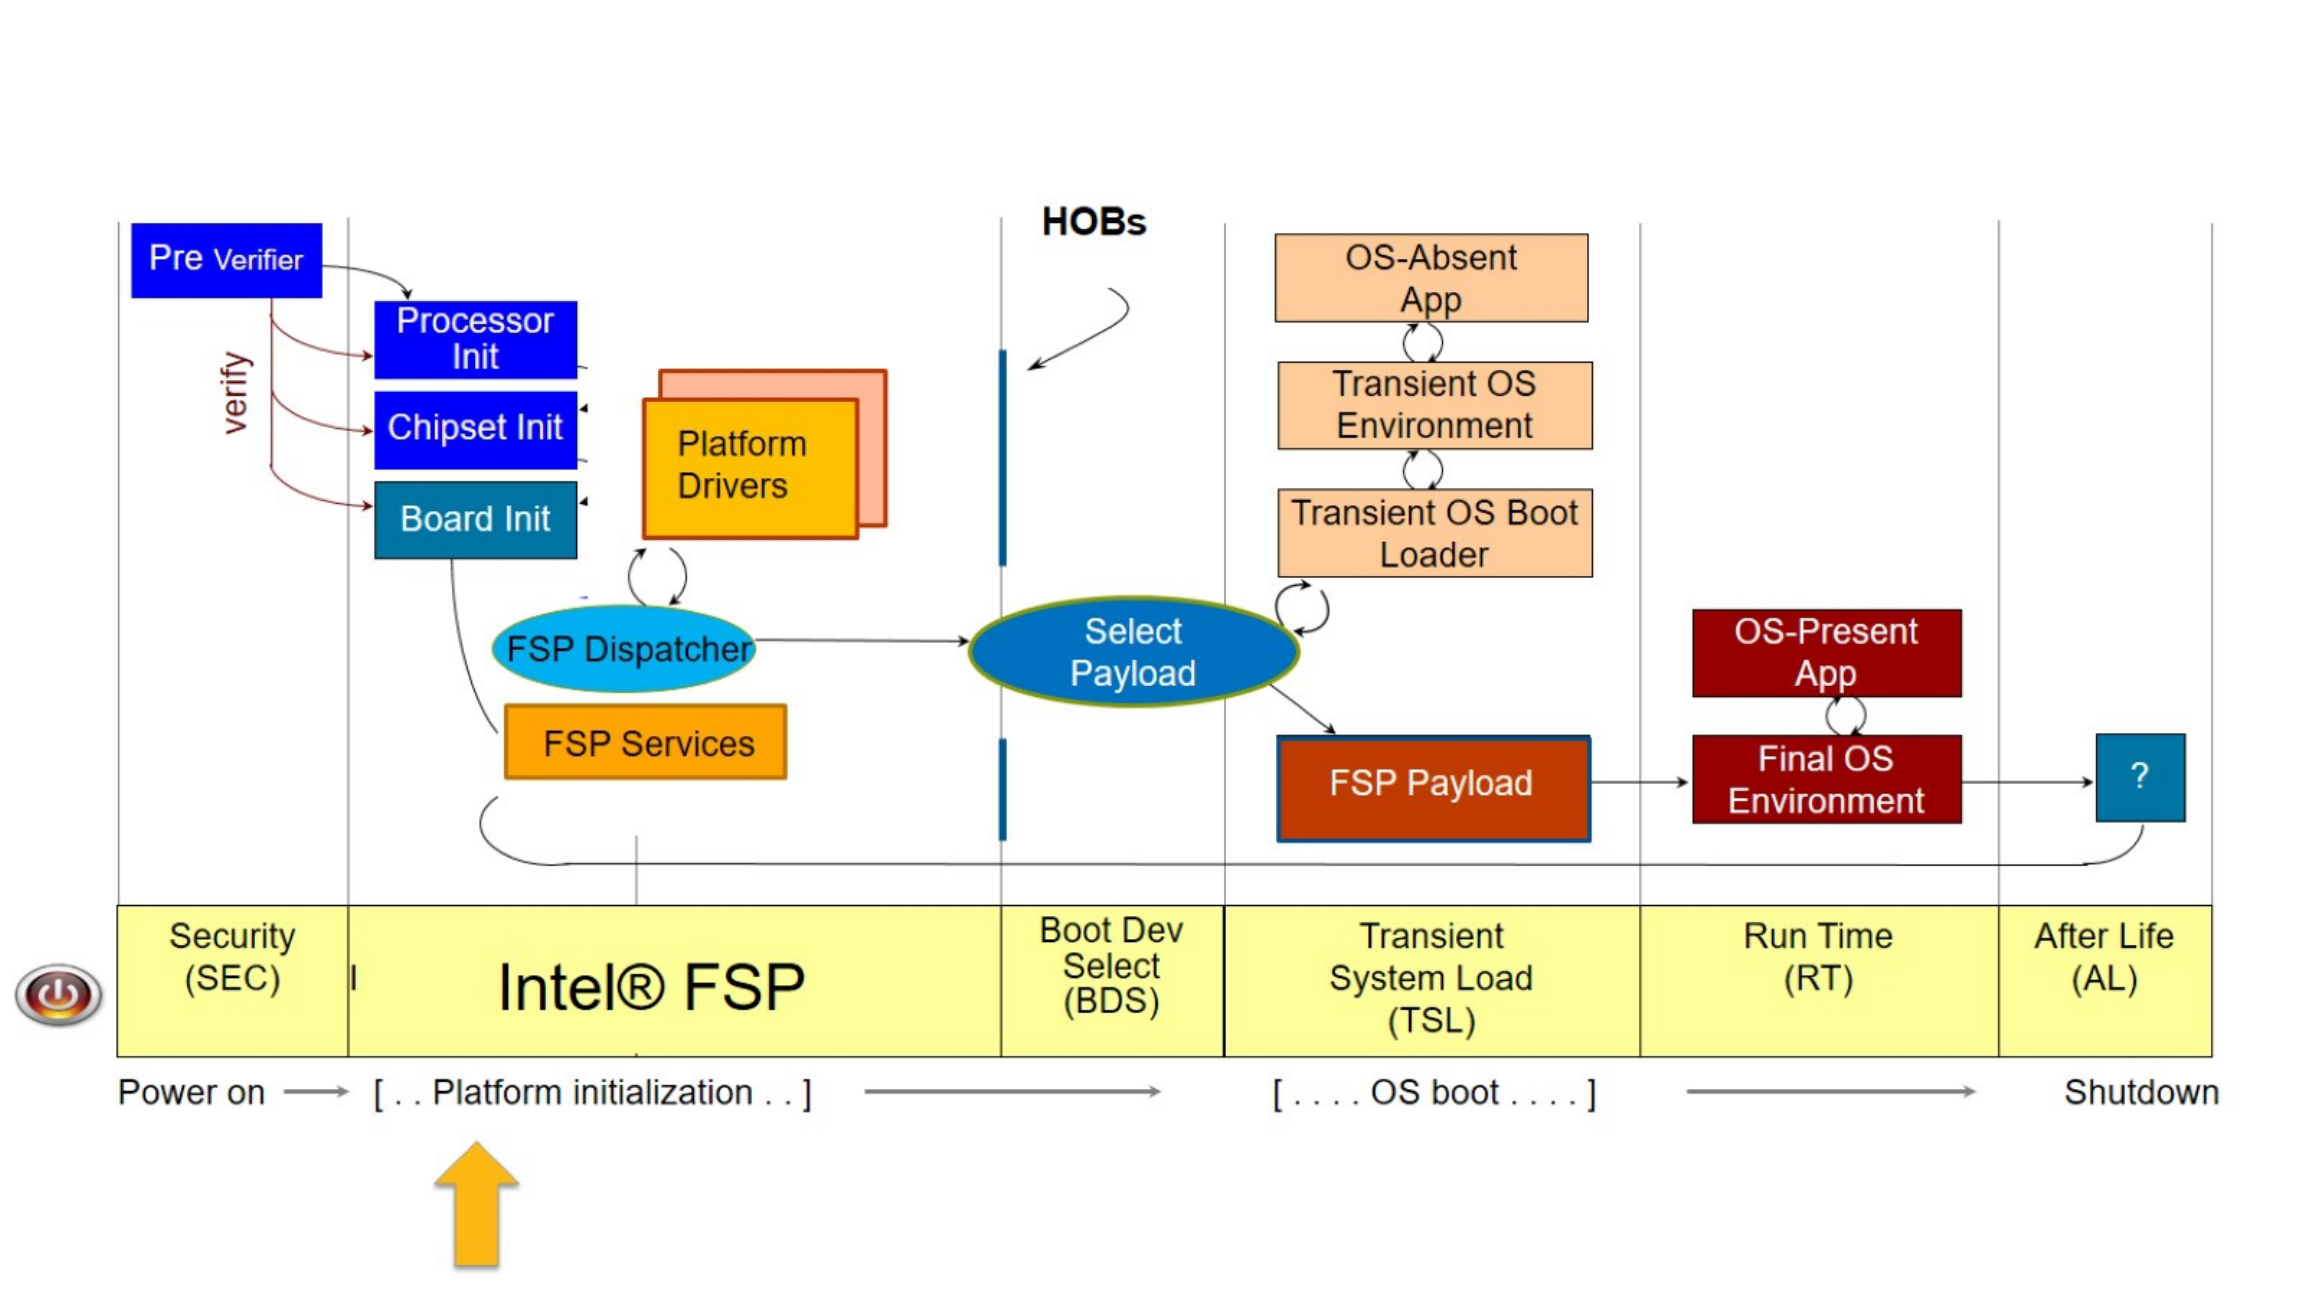 HOBs
Pre Verifier
verify
Processor
Init
Chipset Init
Board Init
Platform
Drivers
FSP Dispatcher
FSP Services
Select
Payload
OS-Absent
App
Transient OS
Environment
Transient OS Boot
Loader
FSP Payload
OS-Present
App
Final OS
Environment
?
Security
(SEC)
I
Intel® FSP
Boot Dev
Select
(BDS)
Transient
System Load
(TSL)
Run Time
(RT)
After Life
(AL)
Power on
[ . . Platform initialization . . ]
[ . . . . OS boot . . . . ]
Shutdown